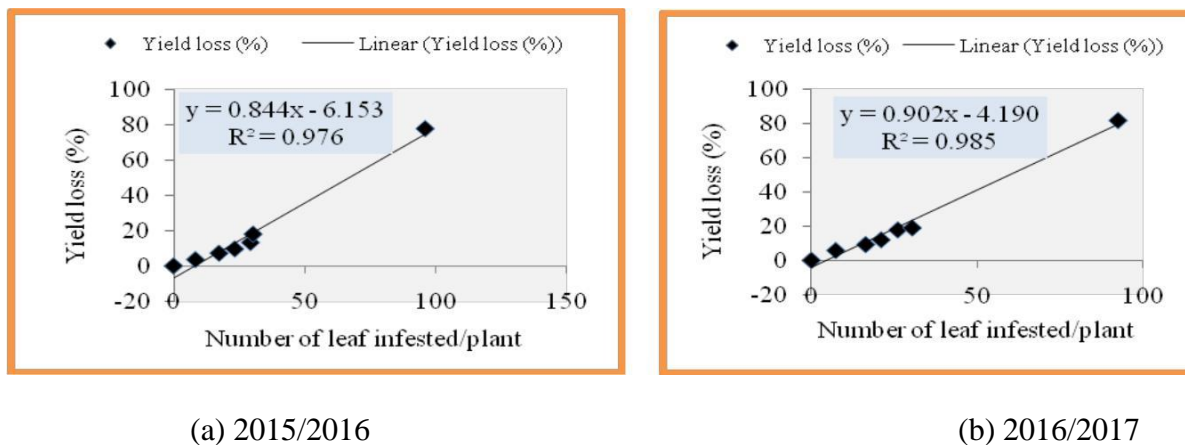 Yield loss (%) Linear (Yield loss (%))
y = 0.844x - 6.153
R² = 0.976
Yield loss (%)
100
80
60
40
20
0
-20
0 50 100 150
Number of leaf infested/plant
(a) 2015/2016
Yield loss (%) Linear (Yield loss (%))
y = 0.902x - 4.190
R² = 0.985
Yield loss (%)
100
80
60
40
20
0
-20
0 50 100
Number of leaf infested/plant
(b) 2016/2017